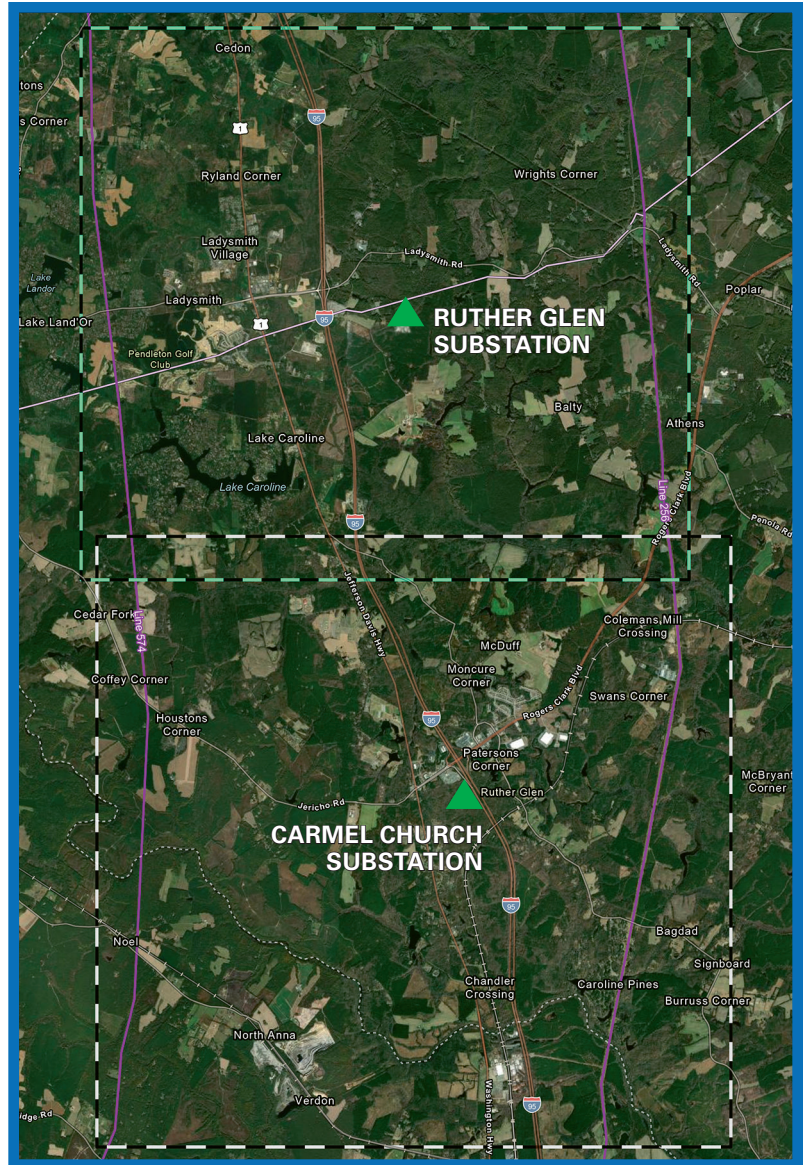 Cedon
tons
s Corner
95
1
Ryland Corner
Wrights Corner
Ladysmith
Village
Ladysmith Rd
Ladysmith Rd
Lake
Landor
Poplar
Ladysmith
Lake Land'Or
1
95
RUTHER GLEN
SUBSTATION
Pendleton Golf
Club
Balty
Athens
Lake Caroline
Lake Caroline
Line 256
Rogers Clark Blvd
95
Penola Rd
Jefferson Davis Hwy
Cedar Fork
Line 574
Colemans Mill
Crossing
McDuff
Moncure
Corner
Coffey Corner
Rogers Clark Blvd
Swans Corner
Houstons
Corner
95
Patersons
Corner
McBryant
Corner
Ruther Glen
Jericho Rd
CARMEL CHURCH
SUBSTATION
95
Noel
Bagdad
Signboard
Chandler
Crossing
Caroline Pines
Burruss Corner
North Anna
Verdon
Washington Hwy
95
idge Rd